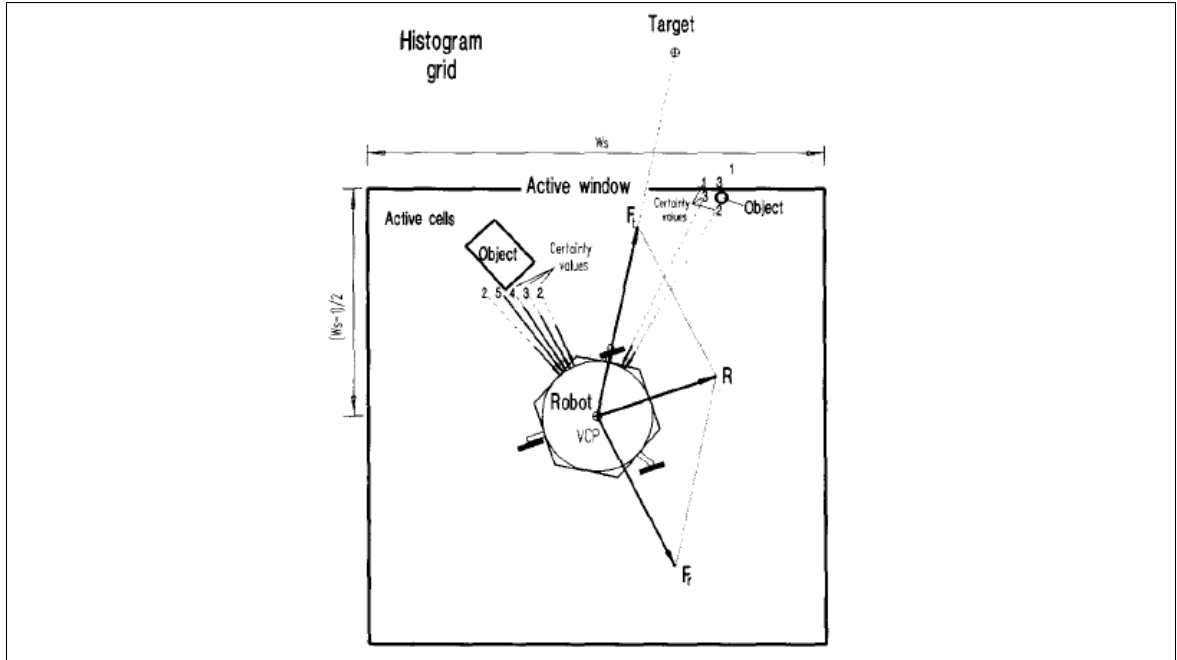 Target
Histogram
grid
Ws
1
Active window
1 3
3
Certainty
values
2
Object
Active cells
Ft
Object
Certainty
values
2 5 4 3 2
(Ws-1)/2
R
Robot
VCP
Fr